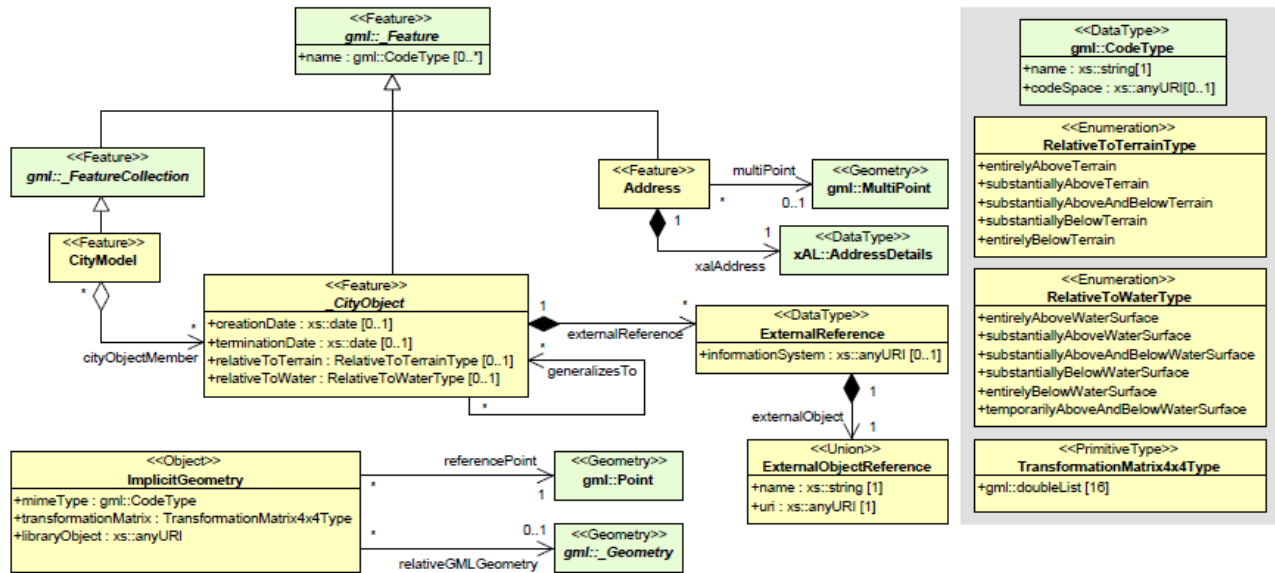 <<Feature>>
gml::_Feature
+name : gml::CodeType [0..*]
<<Feature>>
gml::_FeatureCollection
<<Feature>>
CityModel
*
*
cityObjectMember
<<Feature>>
Address
multiPoint
*
0..1
<<Geometry>>
gml::MultiPoint
1
1
xalAddress
<<DataType>>
xAL::AddressDetails
<<Feature>>
_CityObject
+creationDate : xs::date [0..1]
+terminationDate : xs::date [0..1]
+relativeToTerrain : RelativeToTerrainType [0..1]
+relativeToWater : RelativeToWaterType [0..1]
1
*
externalReference
*
generalizesTo
*
<<DataType>>
ExternalReference
+informationSystem : xs::anyURI [0..1]
1
externalObject
1
<<Union>>
ExternalObjectReference
+name : xs::string [1]
+uri : xs::anyURI [1]
<<Object>>
ImplicitGeometry
+mimeType : gml::CodeType
+transformationMatrix : TransformationMatrix4x4Type
+libraryObject : xs::anyURI
referencePoint
*
1
<<Geometry>>
gml::Point
*
0..1
relativeGMLGeometry
<<Geometry>>
gml::_Geometry
<<DataType>>
gml::CodeType
+name : xs::string[1]
+codeSpace : xs::anyURI[0..1]
<<Enumeration>>
RelativeToTerrainType
+entirelyAboveTerrain
+substantiallyAboveTerrain
+substantiallyAboveAndBelowTerrain
+substantiallyBelowTerrain
+entirelyBelowTerrain
<<Enumeration>>
RelativeToWaterType
+entirelyAboveWaterSurface
+substantiallyAboveWaterSurface
+substantiallyAboveAndBelowWaterSurface
+substantiallyBelowWaterSurface
+entirelyBelowWaterSurface
+temporarilyAboveAndBelowWaterSurface
<<PrimitiveType>>
TransformationMatrix4x4Type
+gml::doubleList [16]